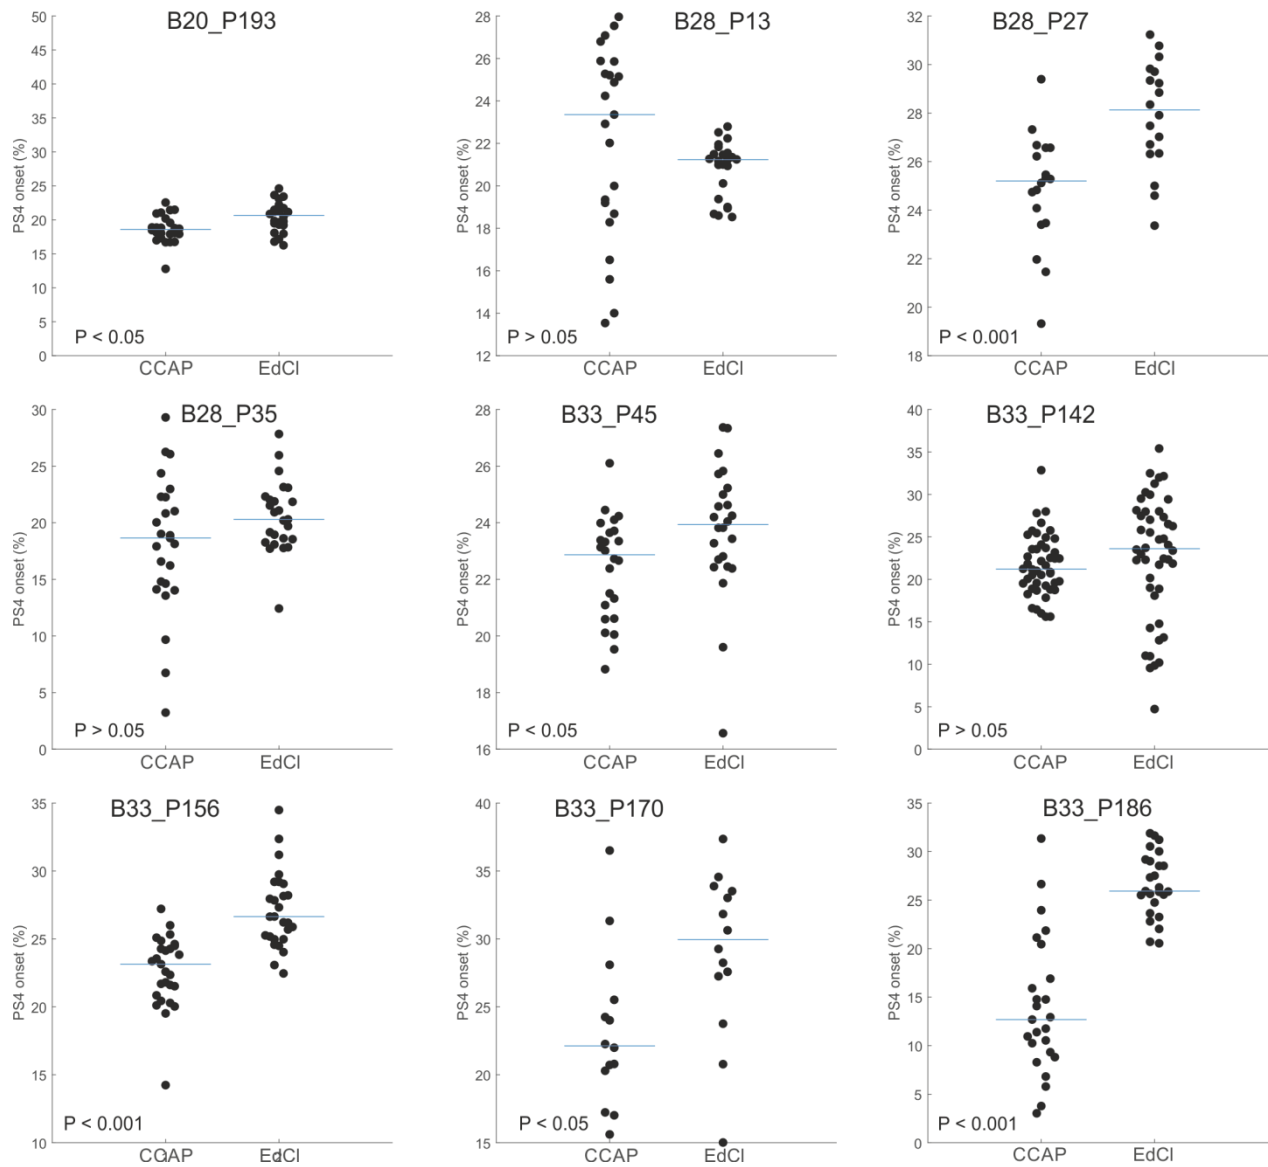 B20_P193
50
45
40
35
30
25
20
15
10
5
0
PS4 onset (%)
P < 0.05
CCAP EdCl
B28_P13
28
26
24
22
20
18
16
14
12
PS4 onset (%)
P > 0.05
CCAP EdCl
B28_P27
32
30
28
26
24
22
20
18
PS4 onset (%)
P < 0.001
CCAP EdCl
B28_P35
30
25
20
15
10
5
0
PS4 onset (%)
P > 0.05
CCAP EdCl
B33_P45
28
26
24
22
20
18
16
PS4 onset (%)
P < 0.05
CCAP EdCl
B33_P142
40
35
30
25
20
15
10
5
0
PS4 onset (%)
P > 0.05
CCAP EdCl
B33_P156
35
30
25
20
15
10
PS4 onset (%)
P < 0.001
CCAP EdCl
B33_P170
40
35
30
25
20
15
PS4 onset (%)
P < 0.05
CCAP EdCl
B33_P186
35
30
25
20
15
10
5
0
PS4 onset (%)
P < 0.001
CCAP EdCl